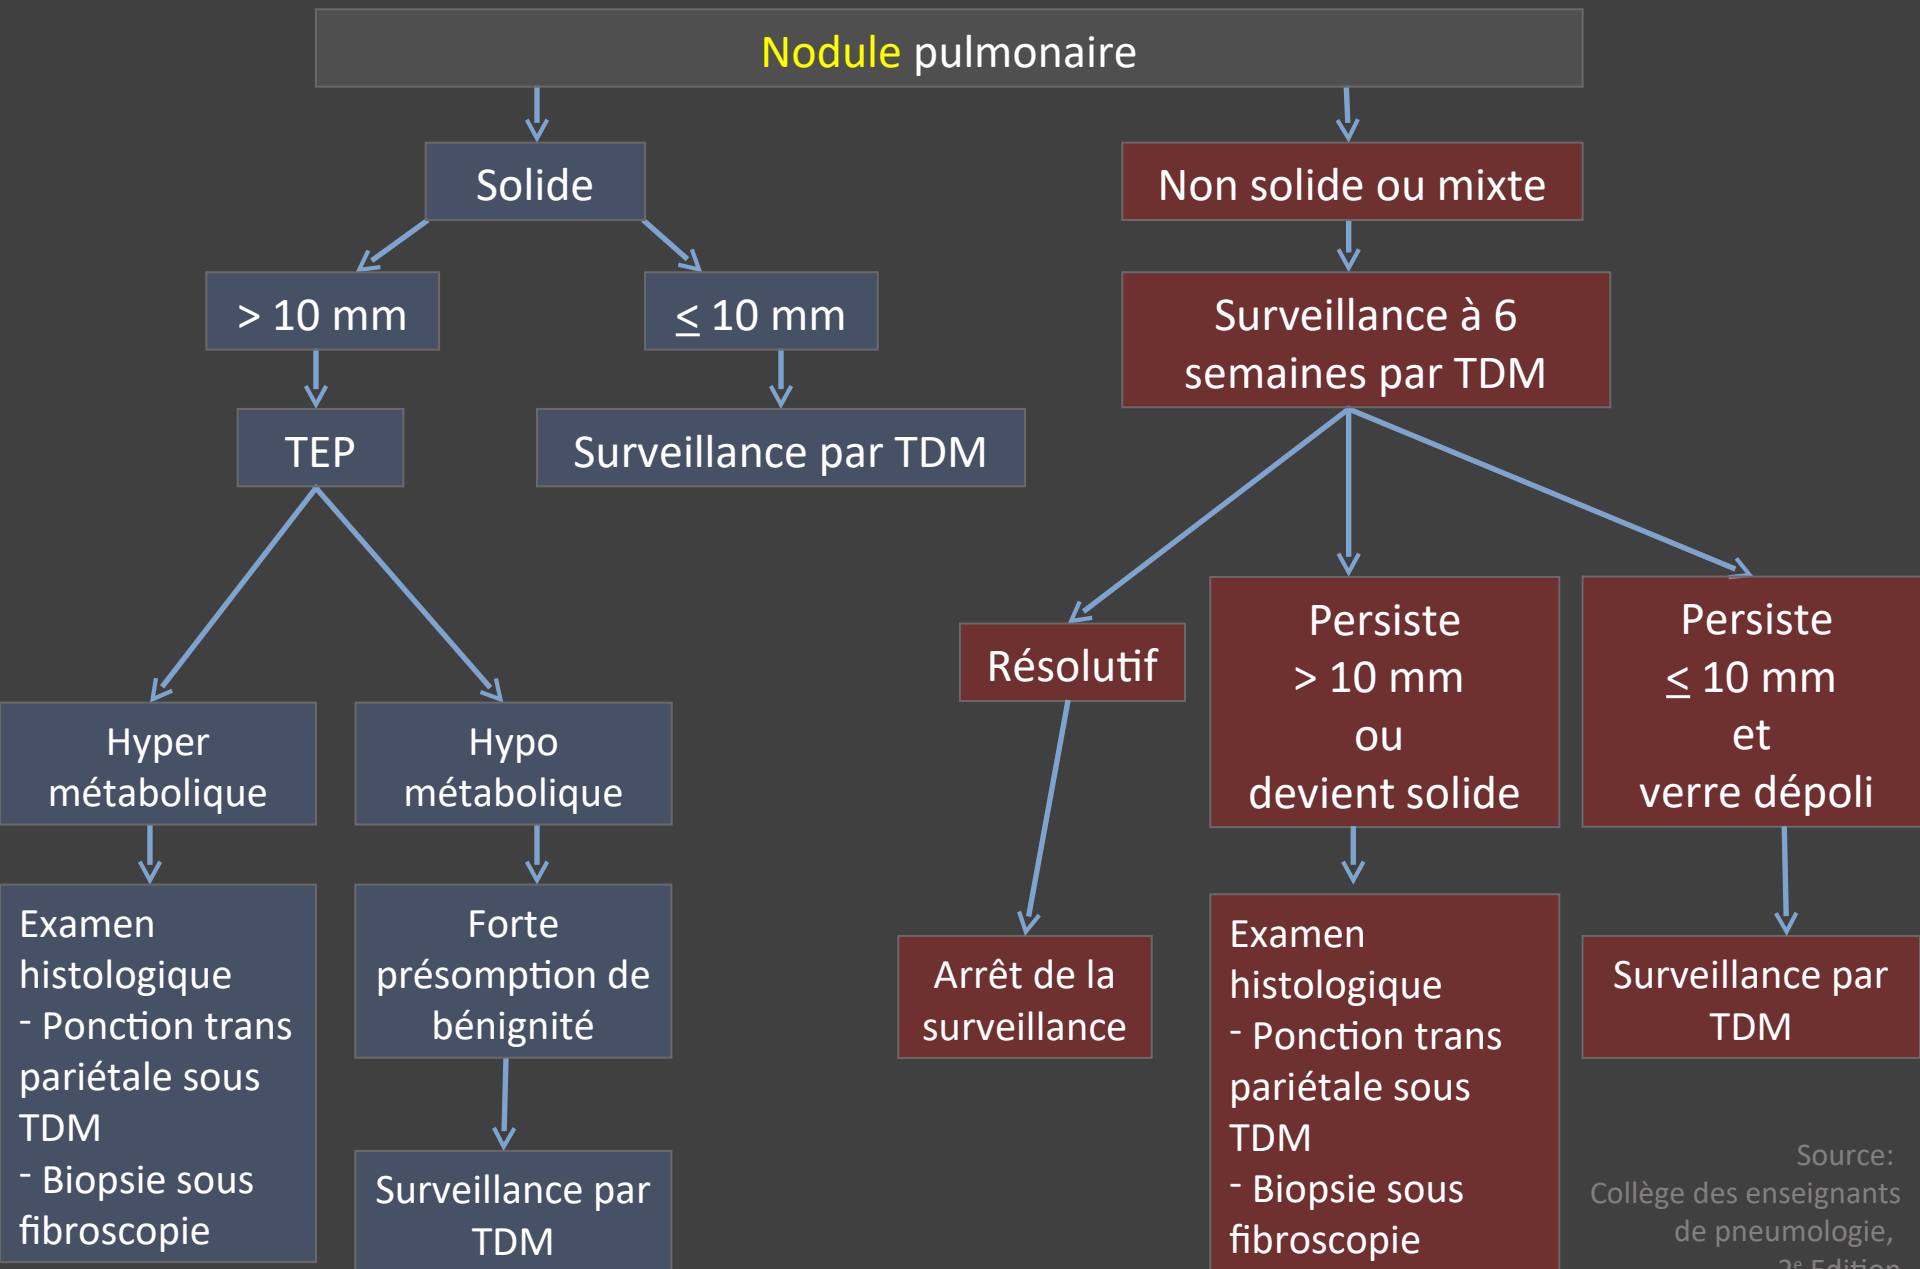 Nodule pulmonaire
Solide
Non solide ou mixte
> 10 mm
≤ 10 mm
Surveillance à 6
semaines par TDM
TEP
Surveillance par TDM
Résolutif
Persiste
> 10 mm
ou
devient solide
Persiste
≤ 10 mm
et
verre dépoli
Hyper
métabolique
Hypo
métabolique
Examen
histologique
- Ponction trans
pariétale sous
TDM
- Biopsie sous
fibroscopie
Forte
présomption de
bénignité
Surveillance par
TDM
Arrêt de la
surveillance
Examen
histologique
- Ponction trans
pariétale sous
TDM
- Biopsie sous
fibroscopie
Surveillance par
TDM
Source:
Collège des enseignants
de pneumologie,
Edition